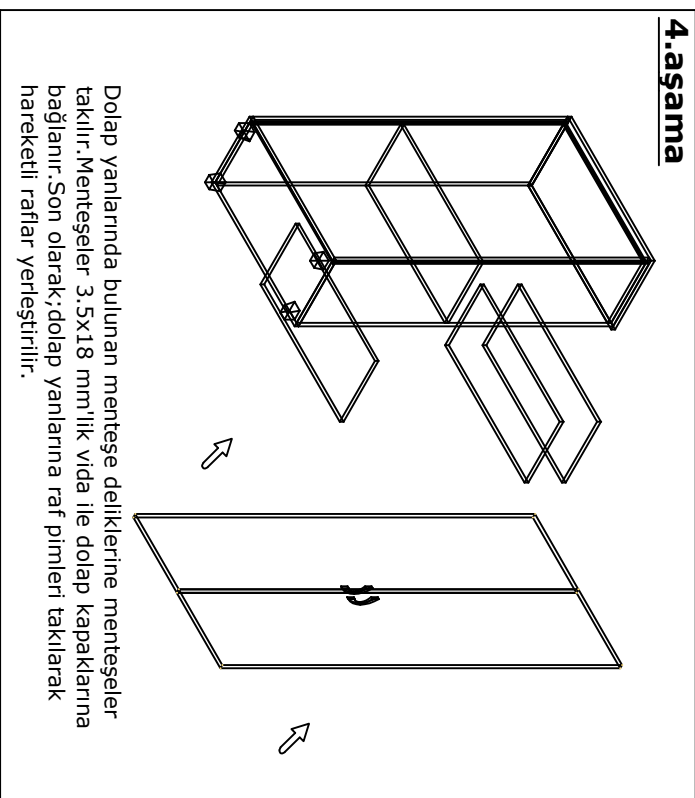 4.aşama
Dolap yanlarında bulunan menteşe deliklerine menteşeler
takılır.Menteşeler 3.5x18 mm'lik vida ile dolap kapaklarına
bağlanır.Son olarak;dolap yanlarına raf pimleri takılarak
hareketli raflar yerleştirilir.